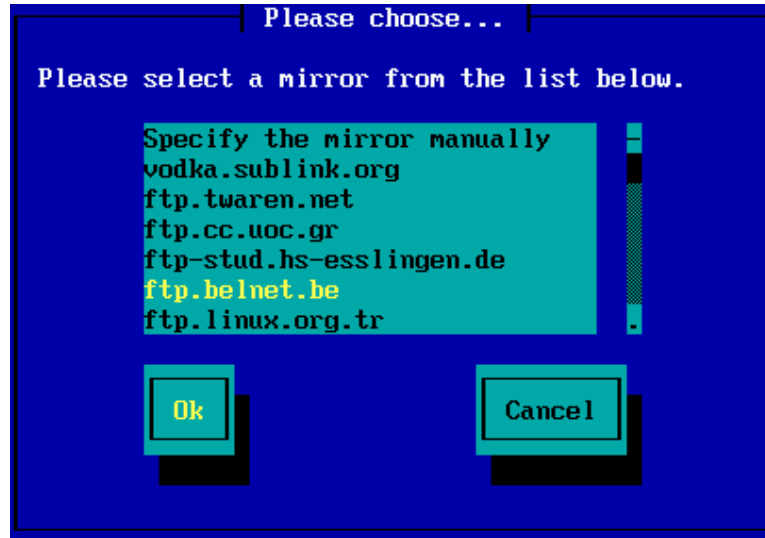 Please choose...
Please select a mirror from the list below.
Specify the mirror manually
vodka.sublink.org
ftp.twaren.net
ftp.cc.uoc.gr
ftp-stud.hs-esslingen.de
ftp.belnet.be
ftp.linux.org.tr
Ok Cancel